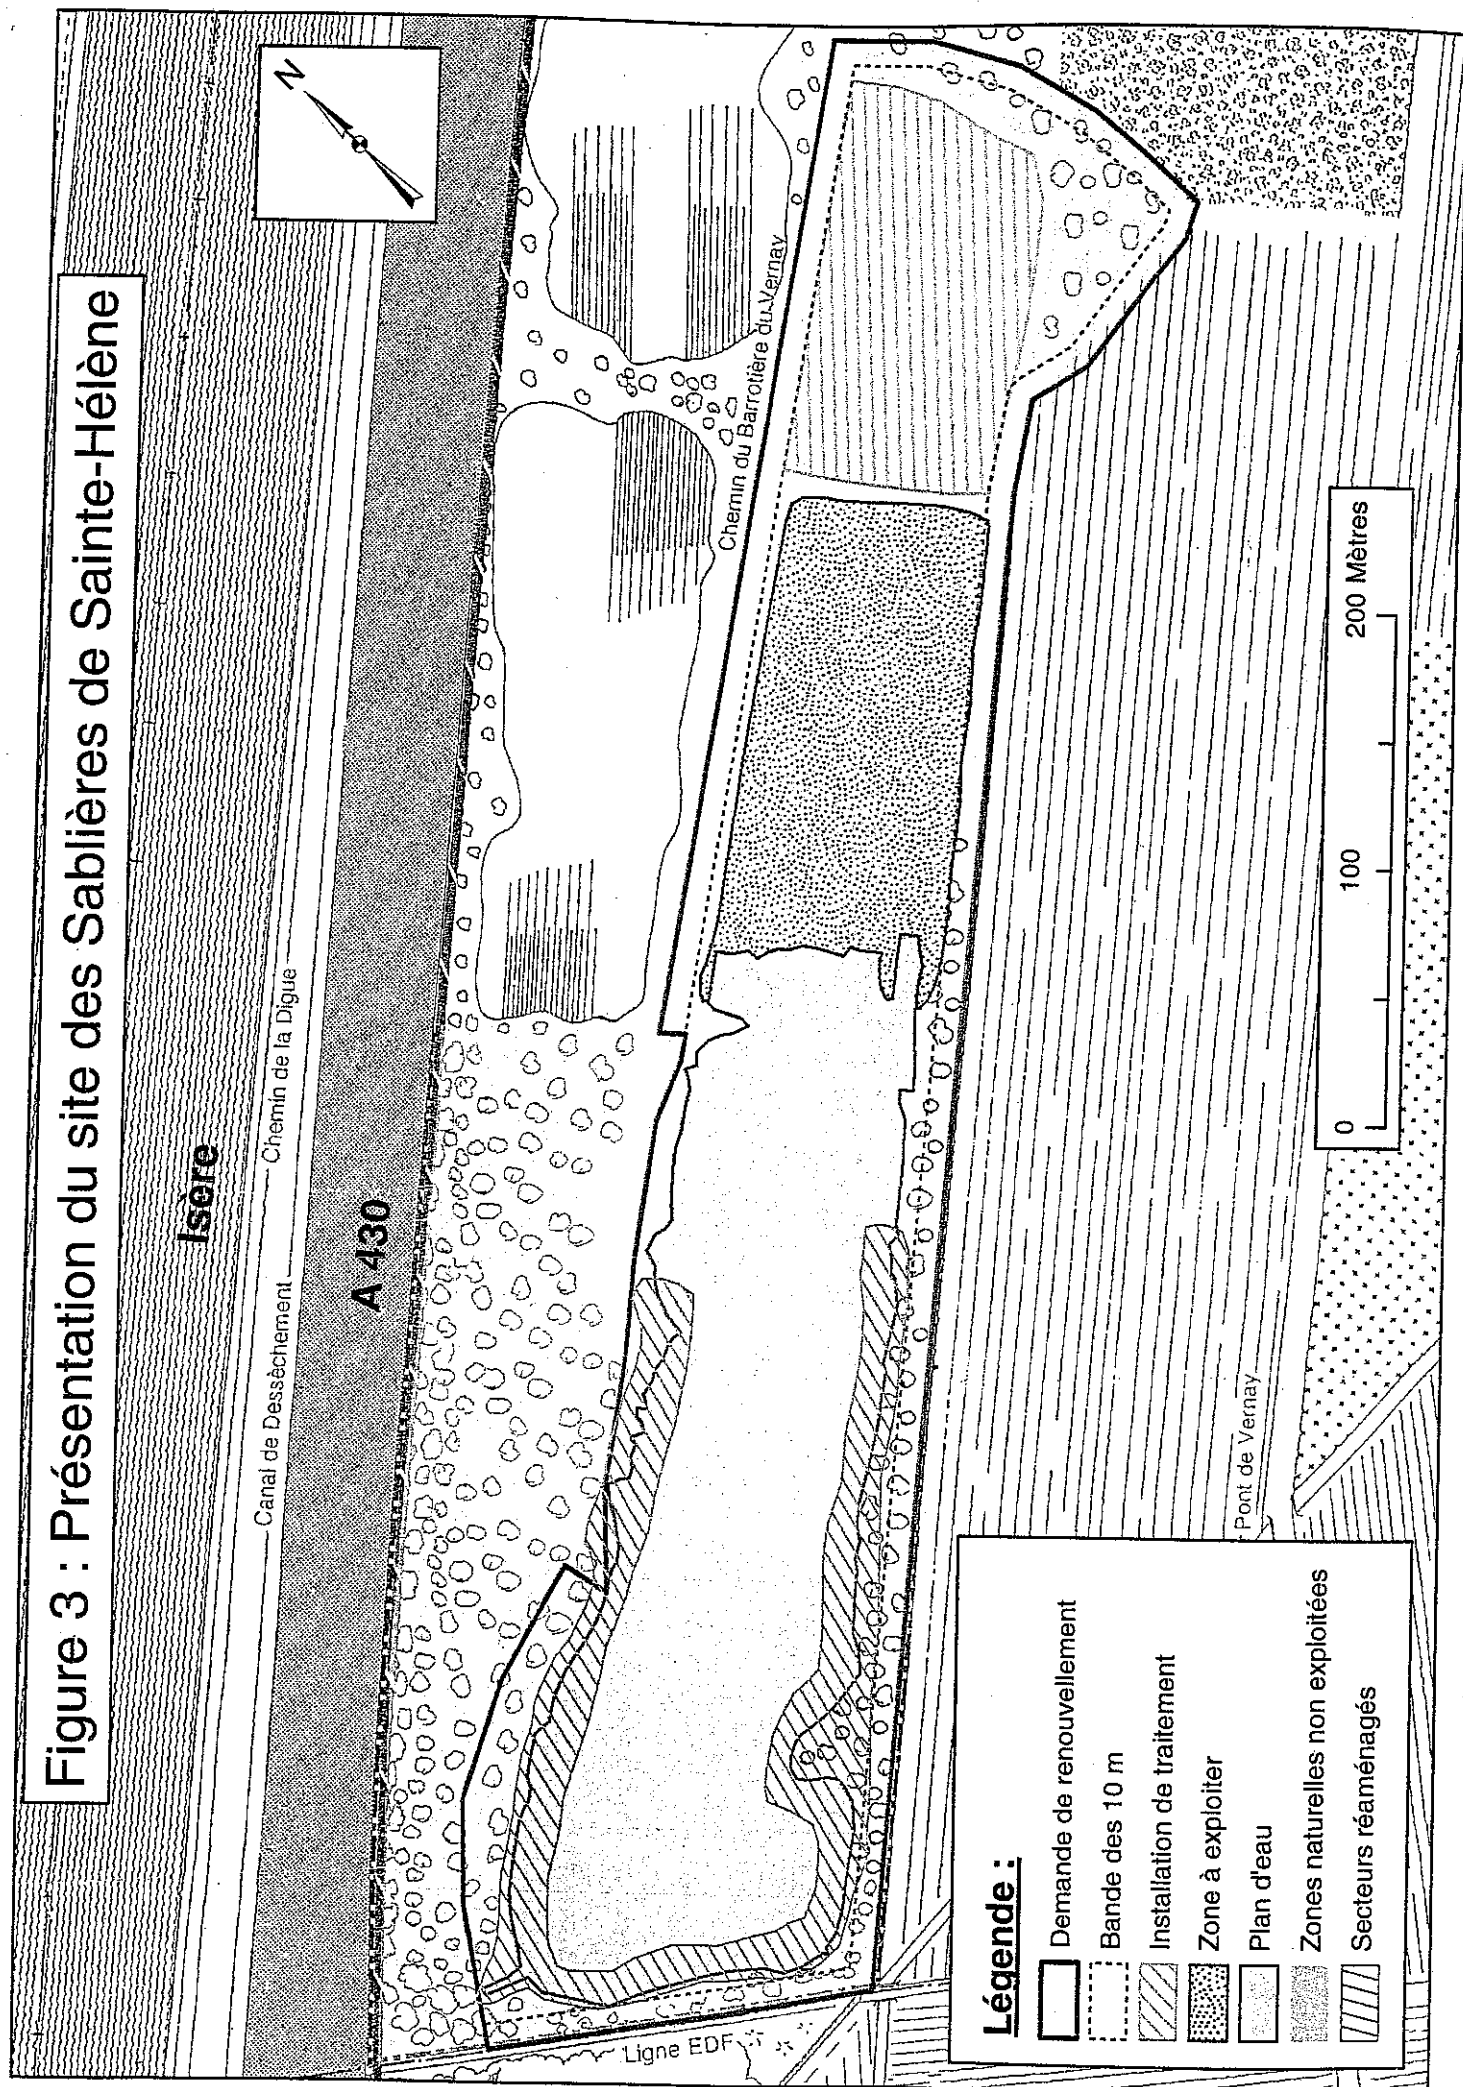 Figure 3 : Présentation du site des Sablières de Sainte-Hélène
N
Isère
Canal de Dessèchement
Chemin de la Digue
A 430
Chemin du Barrotière du Vernay
Ligne EDF
Pont de Vernay
0
100
200 Mètres
Légende :
Demande de renouvellement
Bande des 10 m
Installation de traitement
Zone à exploiter
Plan d'eau
Zones naturelles non exploitées
Secteurs réaménagés